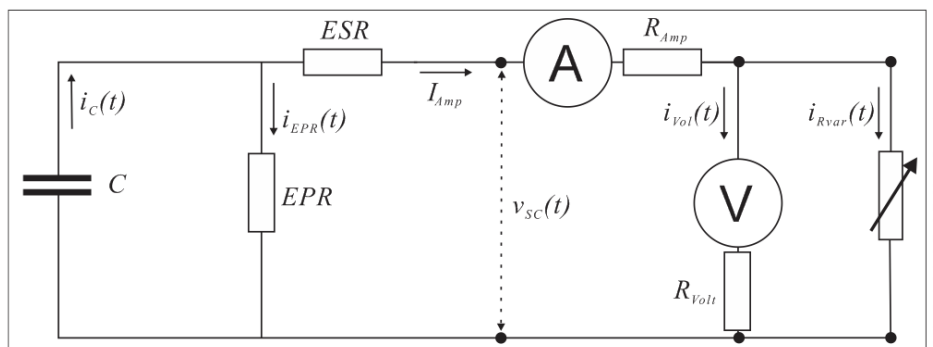 ESR
R_Amp
A
i_C(t)
i_EPR(t)
I_Amp
i_Vol(t)
i_Rvar(t)
C
EPR
v_SC(t)
V
R_Volt